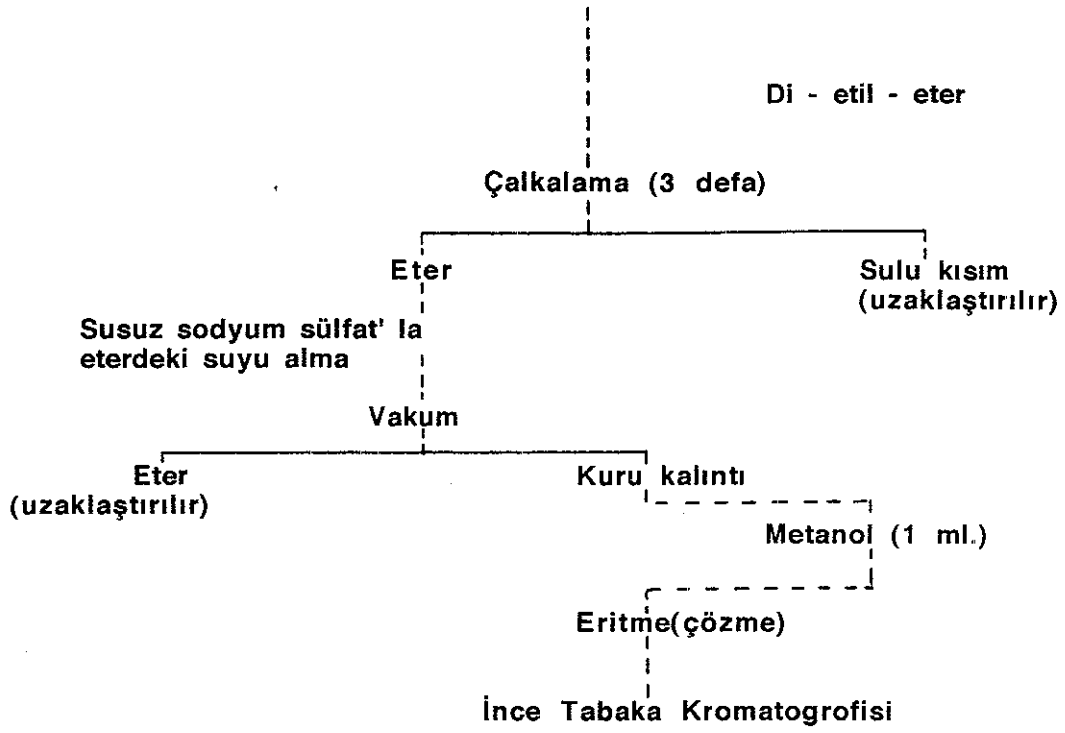 Di - etil - eter
Çalkalama (3 defa)
Eter
Sulu kısım
(uzaklaştırılır)
Susuz sodyum sülfat' la
eterdeki suyu alma
Vakum
Eter
(uzaklaştırılır)
Kuru kalıntı
Metanol (1 ml.)
Eritme(çözme)
İnce Tabaka Kromatogrofisi